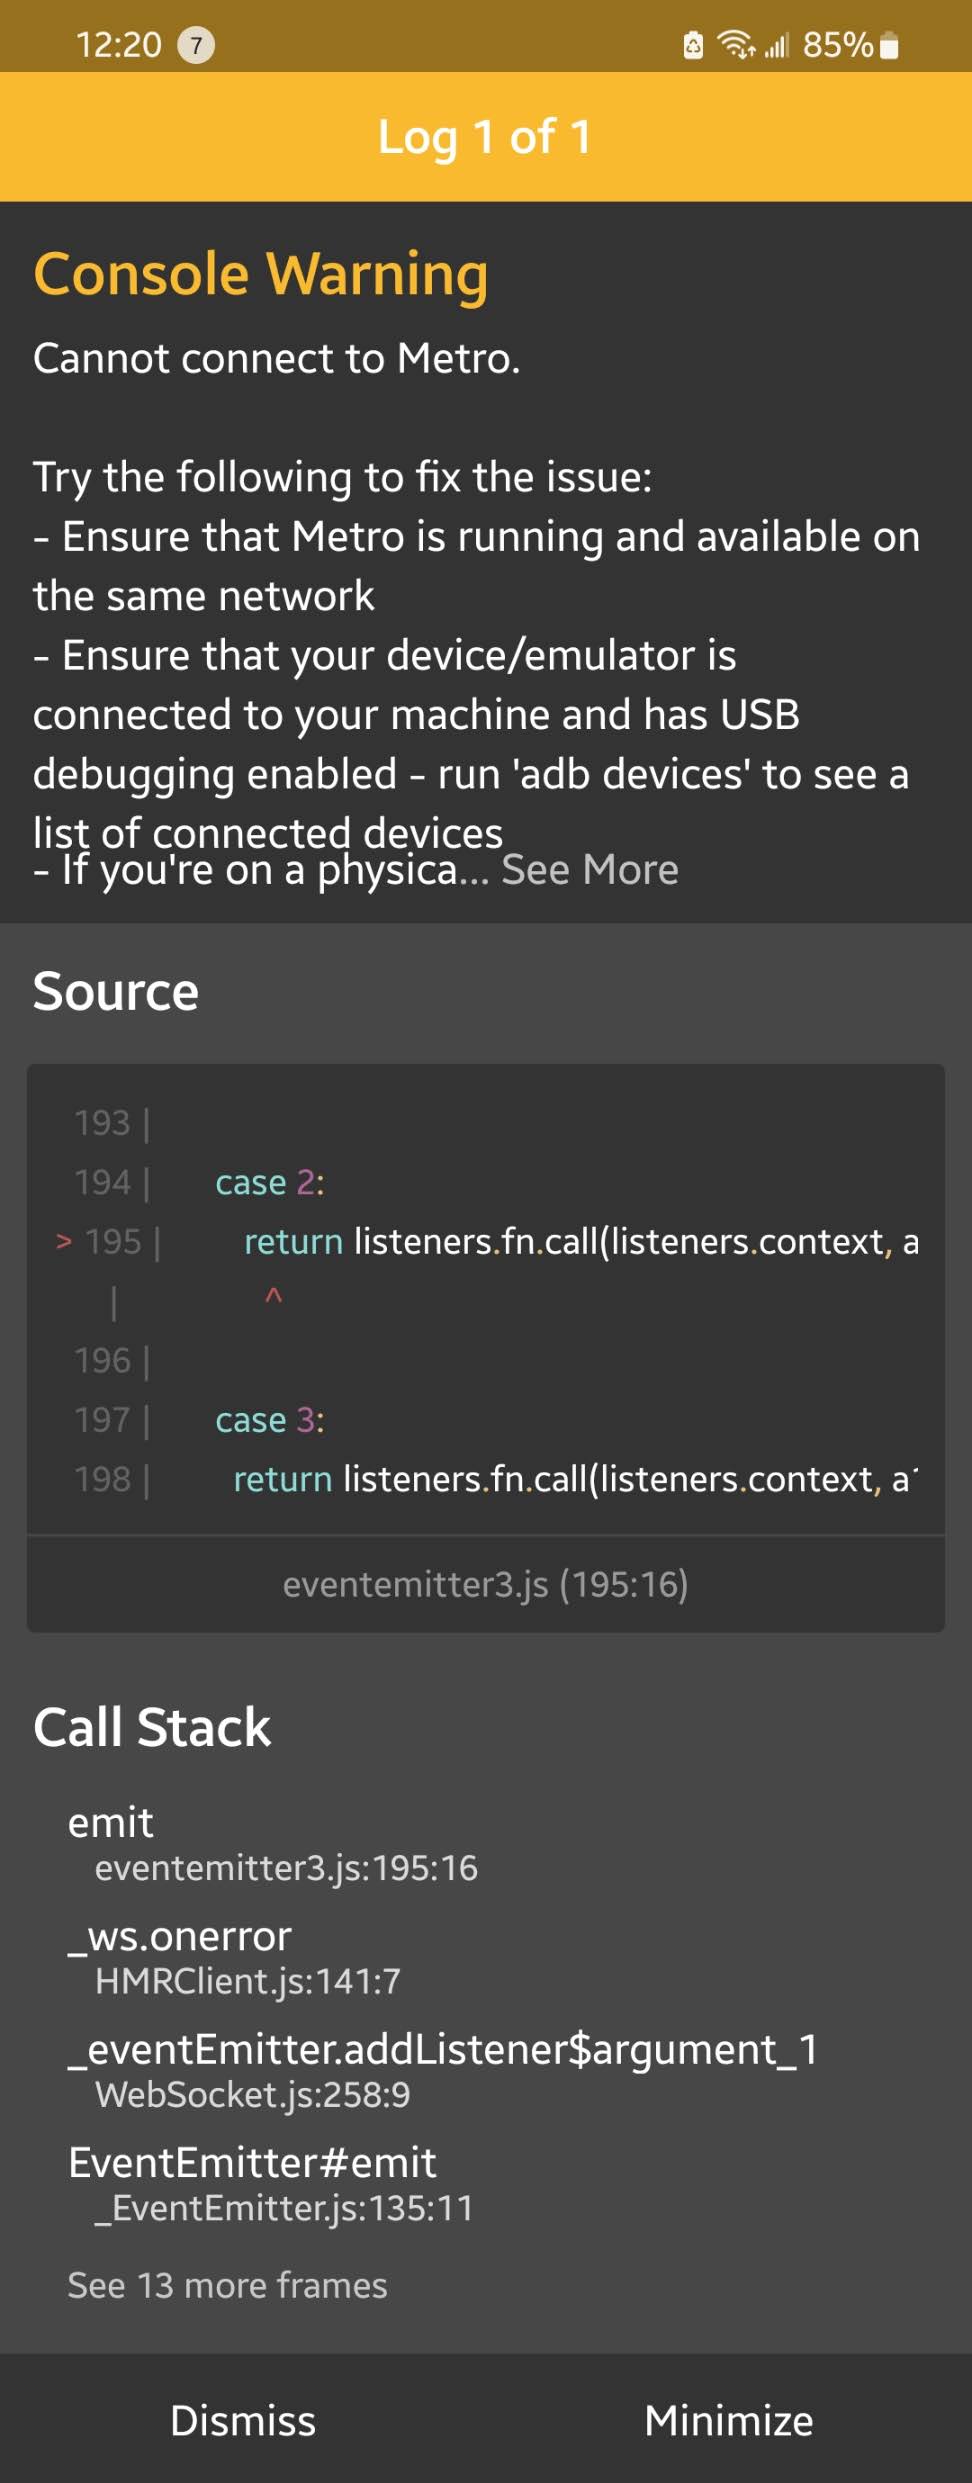 12:20 7 85%
Log 1 of 1
Console Warning
Cannot connect to Metro.
Try the following to fix the issue:
- Ensure that Metro is running and available on
the same network
- Ensure that your device/emulator is
connected to your machine and has USB
debugging enabled - run 'adb devices' to see a
list of connected devices
- If you're on a physica... See More
Source
193 |
194 | case 2:
> 195 | return listeners.fn.call(listeners.context, a
| ^
196 |
197 | case 3:
198 | return listeners.fn.call(listeners.context, a
eventemitter3.js (195:16)
Call Stack
emit
eventemitter3.js:195:16
_ws.onerror
HMRClient.js:141:7
_eventEmitter.addListener$argument_1
WebSocket.js:258:9
EventEmitter#emit
_EventEmitter.js:135:11
See 13 more frames
Dismiss Minimize